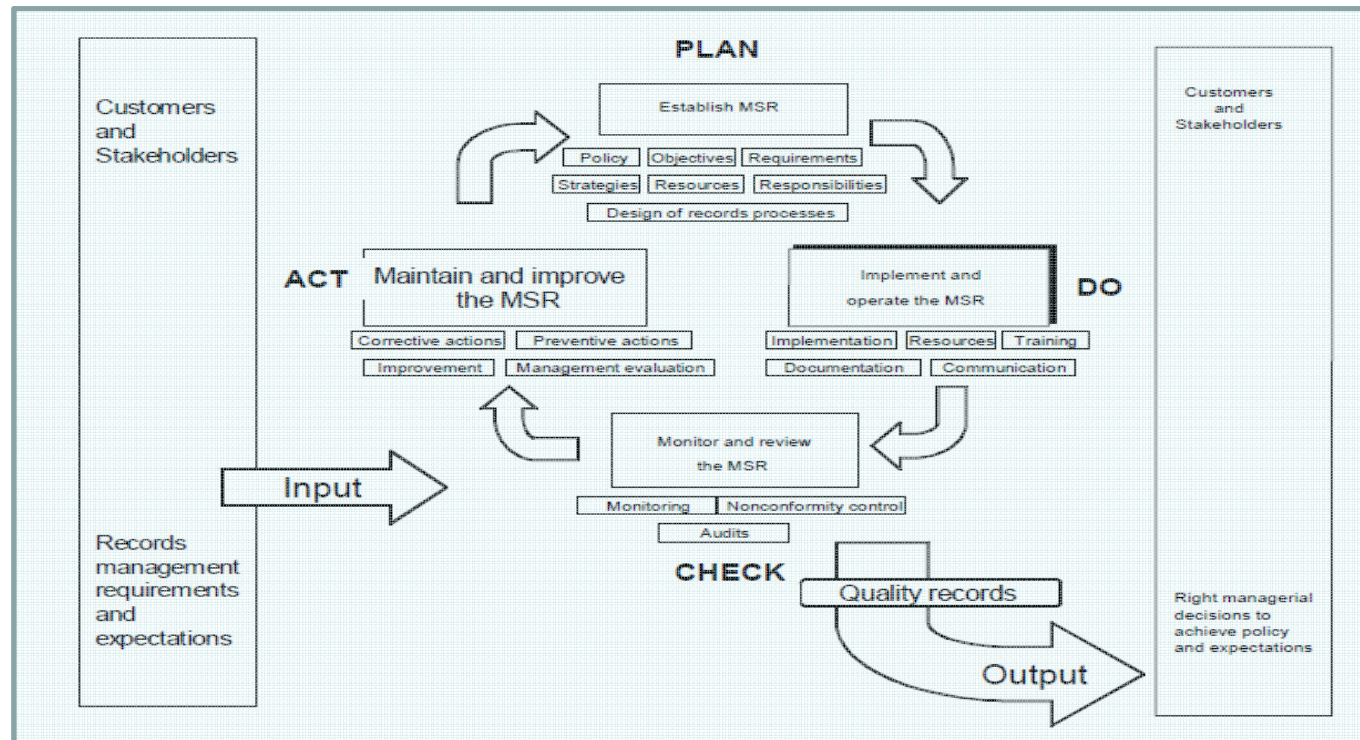 PLAN
Customers
and
Stakeholders
Establish MSR
Policy
Objectives
Requirements
Strategies
Resources
Responsibilities
Design of records processes
ACT
Maintain and improve
the MSR
Corrective actions
Preventive actions
Improvement
Management evaluation
Implement and
operate the MSR
DO
Implementation
Resources
Training
Documentation
Communication
Monitor and review
the MSR
Monitoring
Nonconformity control
Audits
CHECK
Input
Records
management
requirements
and
expectations
Quality records
Output
Customers
and
Stakeholders
Right managerial
decisions to
achieve policy
and expectations